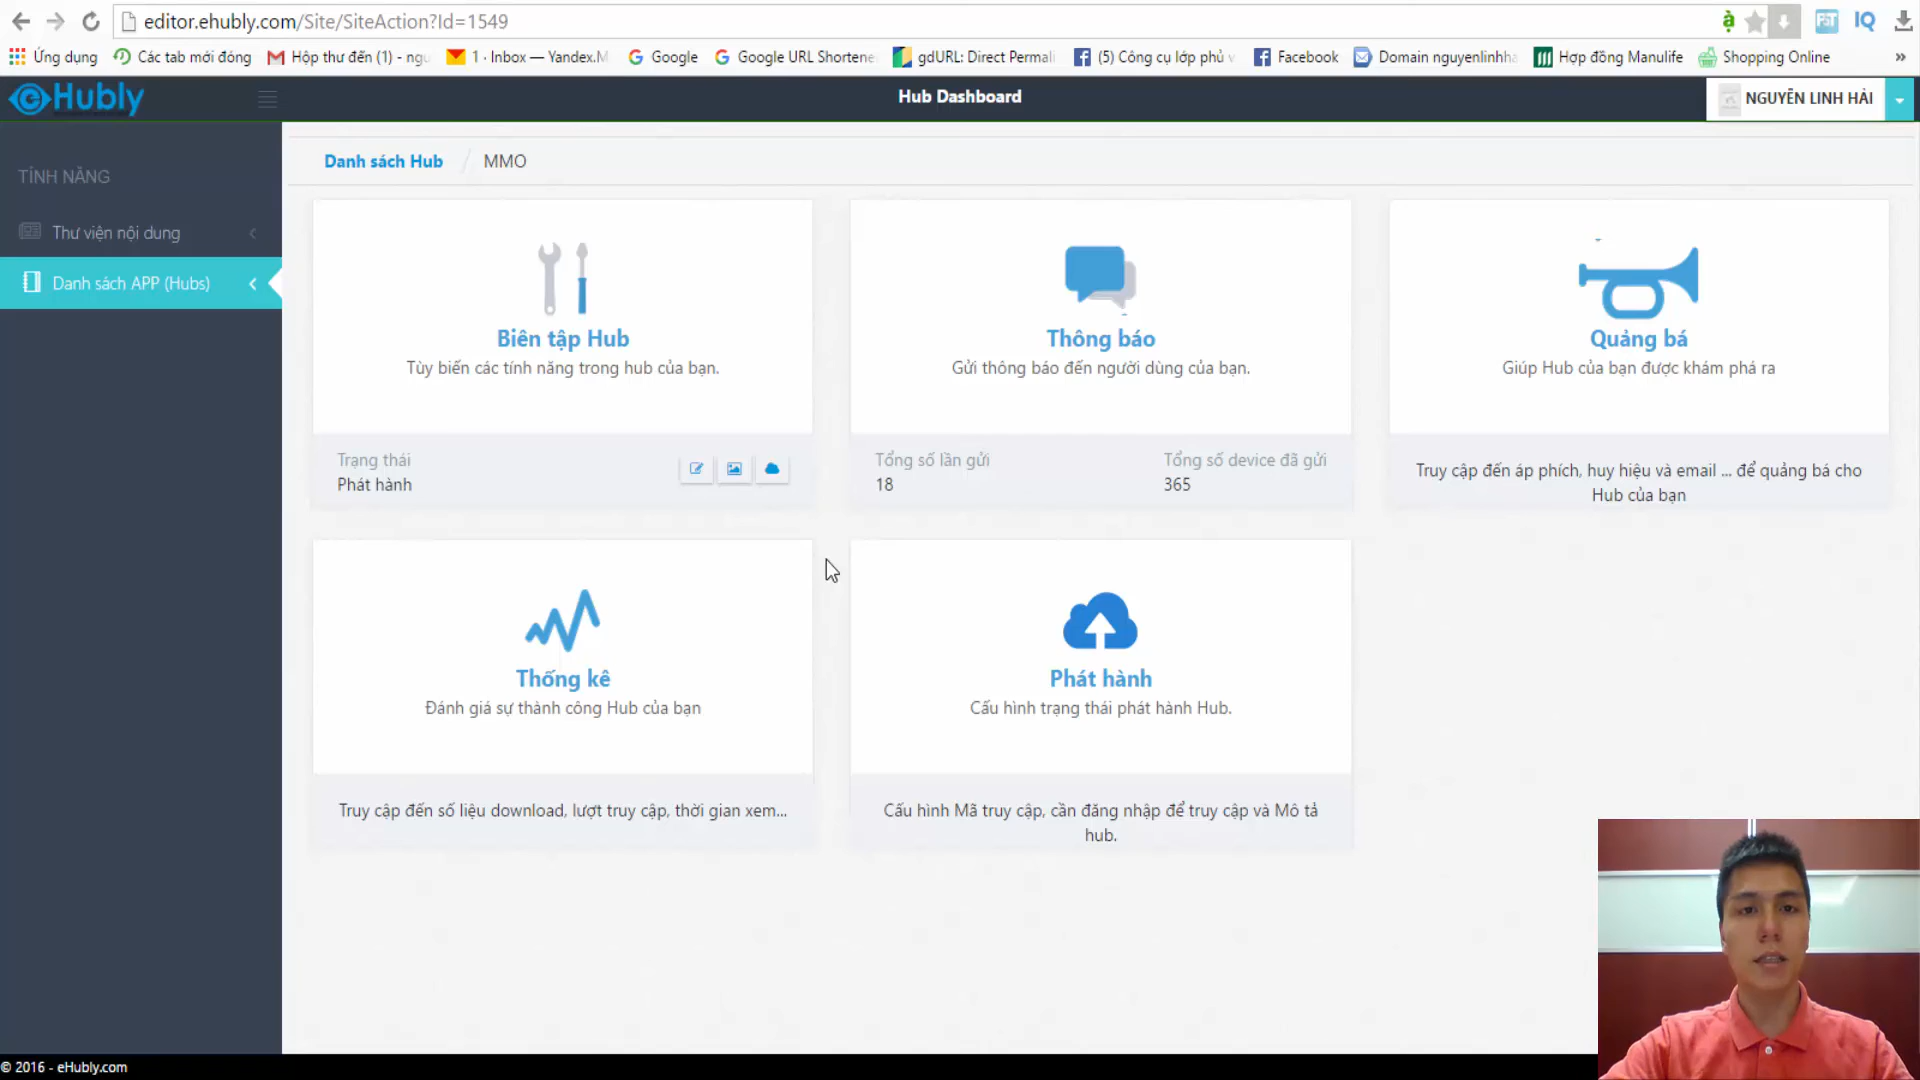 editor.ehubly.com/Site/SiteAction?Id=1549
IQ
Ứng dụng
Các tab mới đóng
Hộp thư đến (1) - ngu
1 · Inbox — Yandex.M
Google
Google URL Shortene
gdURL: Direct Permali
(5) Công cụ lớp phủ v
Facebook
Domain nguyenlinhha
Hợp đồng Manulife
Shopping Online
»
eHubly
Hub Dashboard
NGUYỄN LINH HẢI
TÍNH NĂNG
Thư viện nội dung
Danh sách APP (Hubs)
Danh sách Hub / MMO
Biên tập Hub
Tùy biến các tính năng trong hub của bạn.
Trạng thái
Phát hành
Thông báo
Gửi thông báo đến người dùng của bạn.
Tổng số lần gửi
18
Tổng số device đã gửi
365
Quảng bá
Giúp Hub của bạn được khám phá ra
Truy cập đến áp phích, huy hiệu và email ... để quảng bá cho
Hub của bạn
Thống kê
Đánh giá sự thành công Hub của bạn
Truy cập đến số liệu download, lượt truy cập, thời gian xem...
Phát hành
Cấu hình trạng thái phát hành Hub.
Cấu hình Mã truy cập, cần đăng nhập để truy cập và Mô tả
hub.
© 2016 - eHubly.com